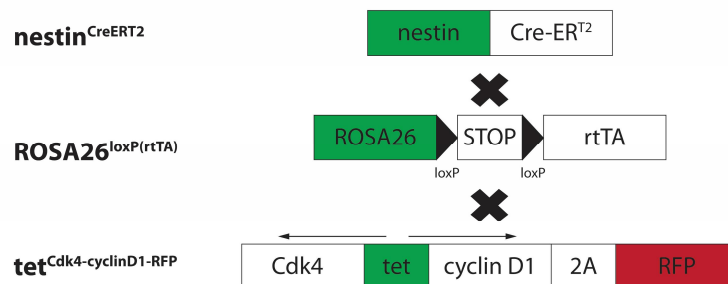 nestinCreERT2 nestin Cre-ERT2
ROSA26loxP(rtTA) ROSA26 STOP rtTA
loxP loxP
tetCdk4-cyclinD1-RFP Cdk4 tet cyclin D1 2A RFP